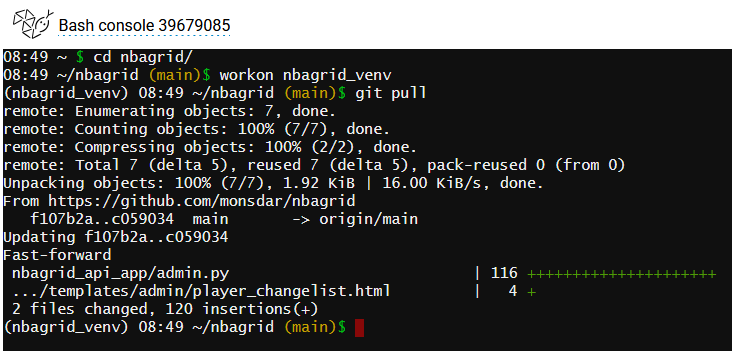 Bash console 39679085
08:49 ~ $ cd nbagrid/
08:49 ~/nbagrid (main)$ workon nbagrid_venv
(nbagrid_venv) 08:49 ~/nbagrid (main)$ git pull
remote: Enumerating objects: 7, done.
remote: Counting objects: 100% (7/7), done.
remote: Compressing objects: 100% (2/2), done.
remote: Total 7 (delta 5), reused 7 (delta 5), pack-reused 0 (from 0)
Unpacking objects: 100% (7/7), 1.92 KiB | 16.00 KiB/s, done.
From https://github.com/monsdar/nbagrid
   f107b2a..c059034  main       -> origin/main
Updating f107b2a..c059034
Fast-forward
 nbagrid_api_app/admin.py                          | 116 +++++++++++++++++++++
 .../templates/admin/player_changelist.html        |   4 +
 2 files changed, 120 insertions(+)
(nbagrid_venv) 08:49 ~/nbagrid (main)$